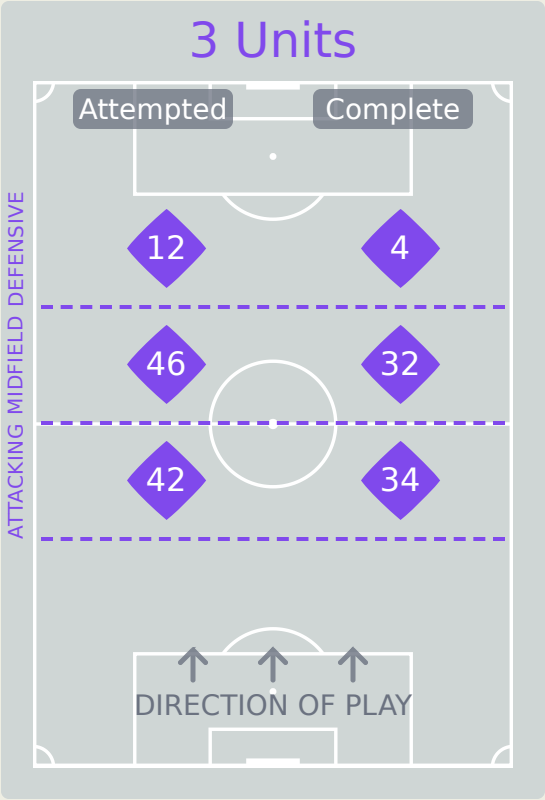 3 Units
Attempted Complete
ATTACKING MIDFIELD DEFENSIVE
12 4
46 32
42 34
DIRECTION OF PLAY